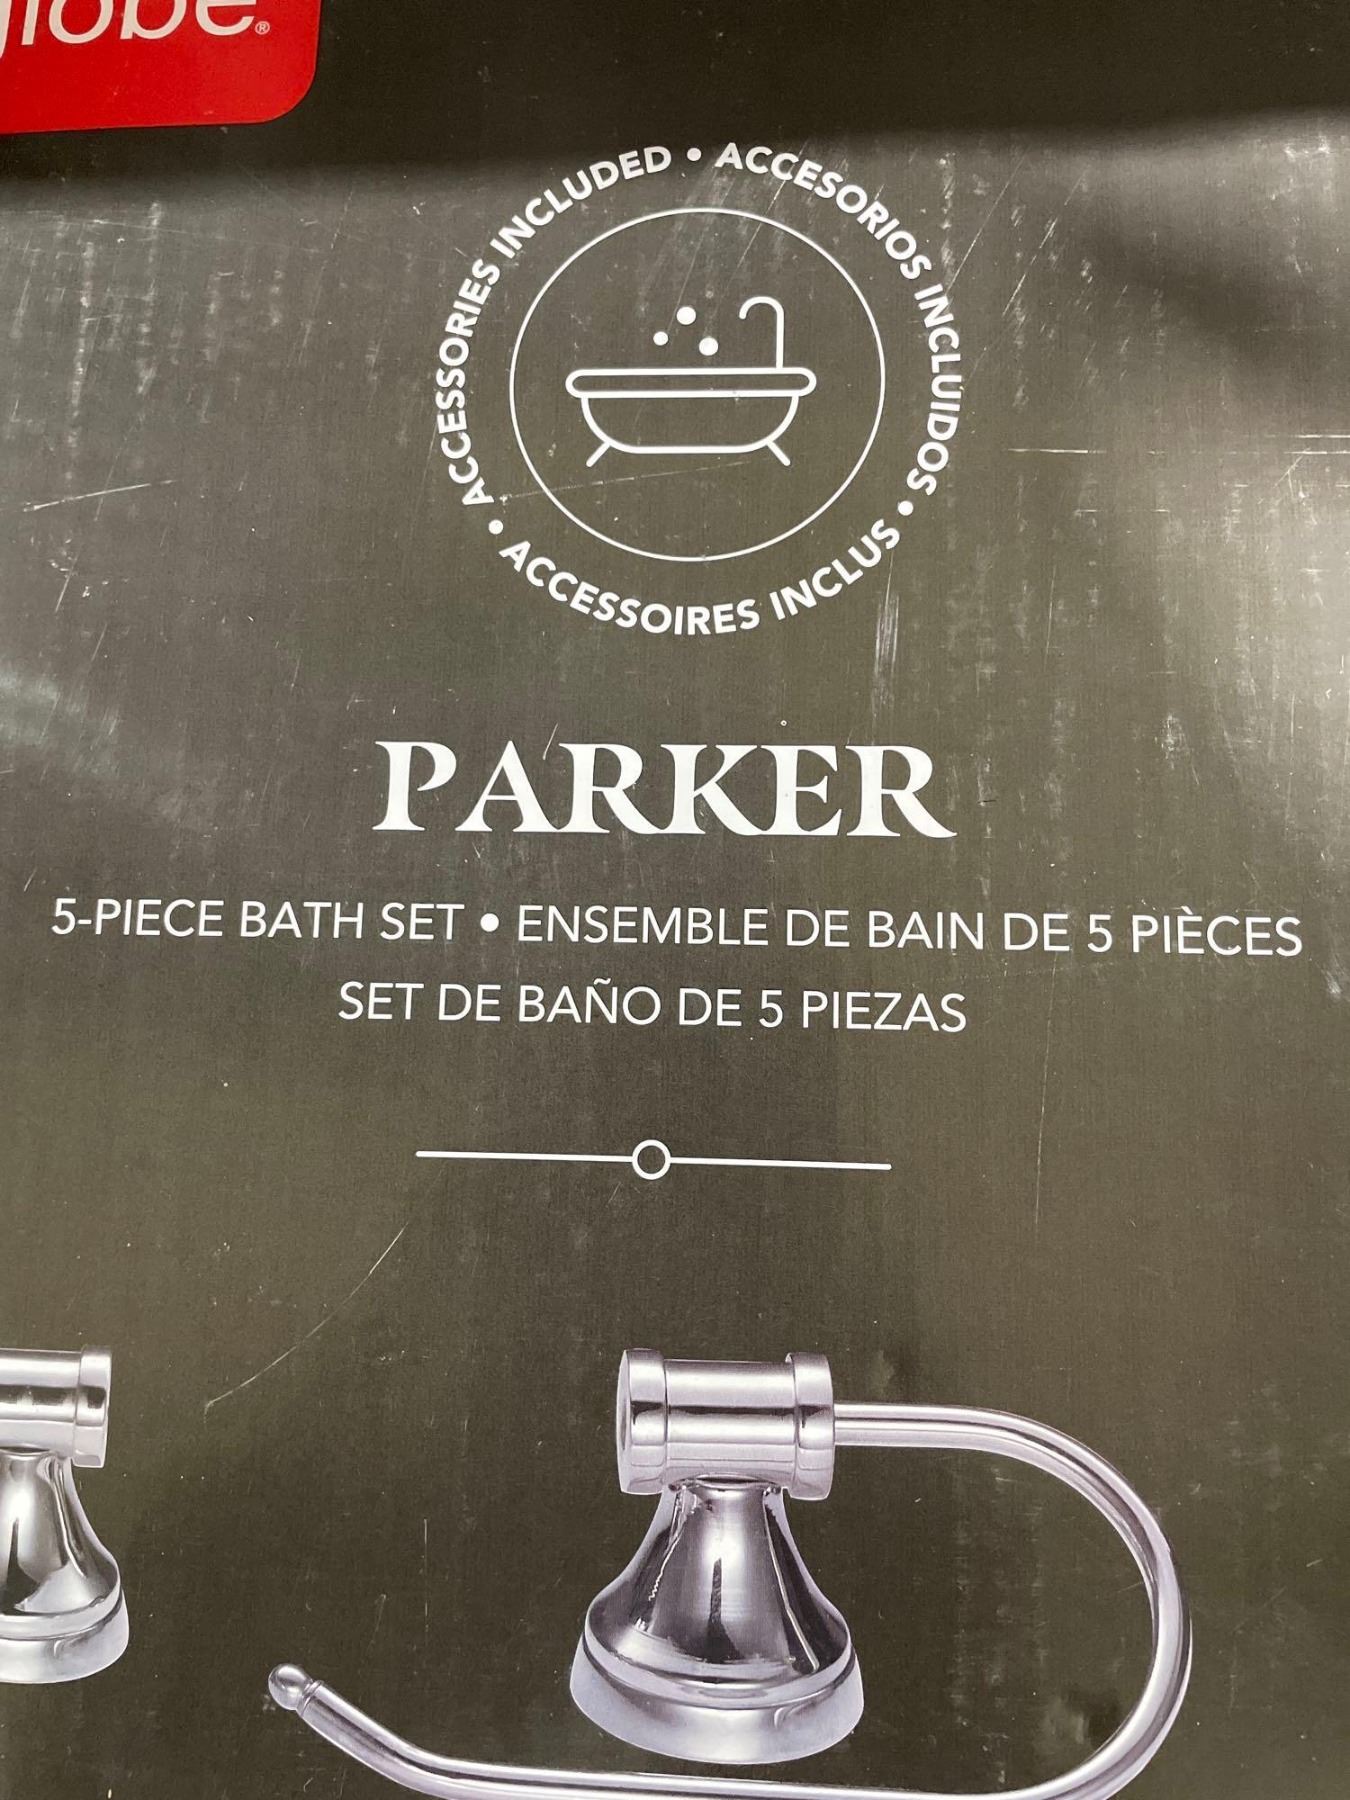 globe®
ACCESSORIES INCLUDED • ACCESORIOS INCLUIDOS • ACCESSOIRES INCLUS •
PARKER
5-PIECE BATH SET • ENSEMBLE DE BAIN DE 5 PIÈCES
SET DE BAÑO DE 5 PIEZAS